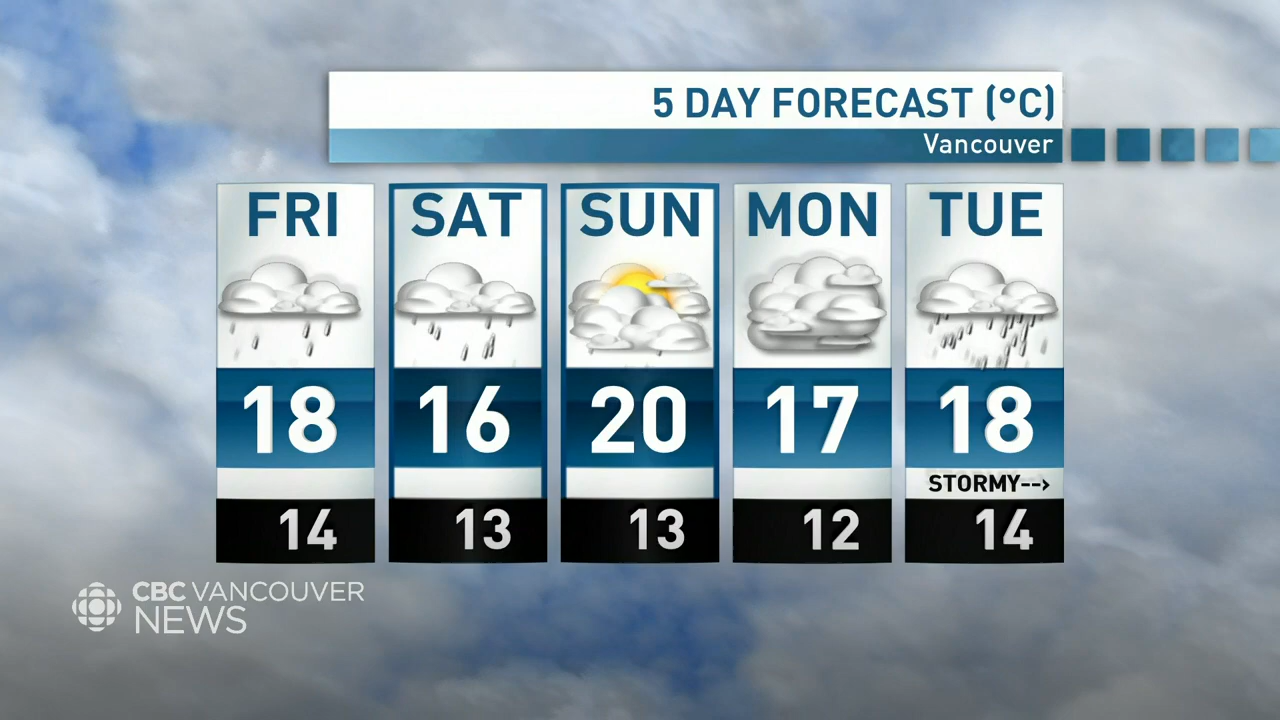 5 DAY FORECAST (°C)
Vancouver
FRI SAT SUN MON TUE
18 16 20 17 18
STORMY-->
14 13 13 12 14
CBC VANCOUVER
NEWS